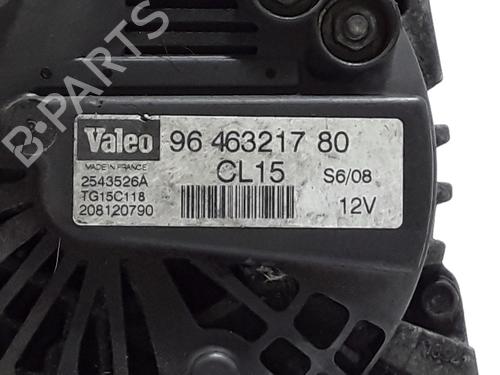 B-PARTS
Valeo 96 463217 80
MADE IN FRANCE CL15 S6/08
2543526A
TG15C118
208120790 12V